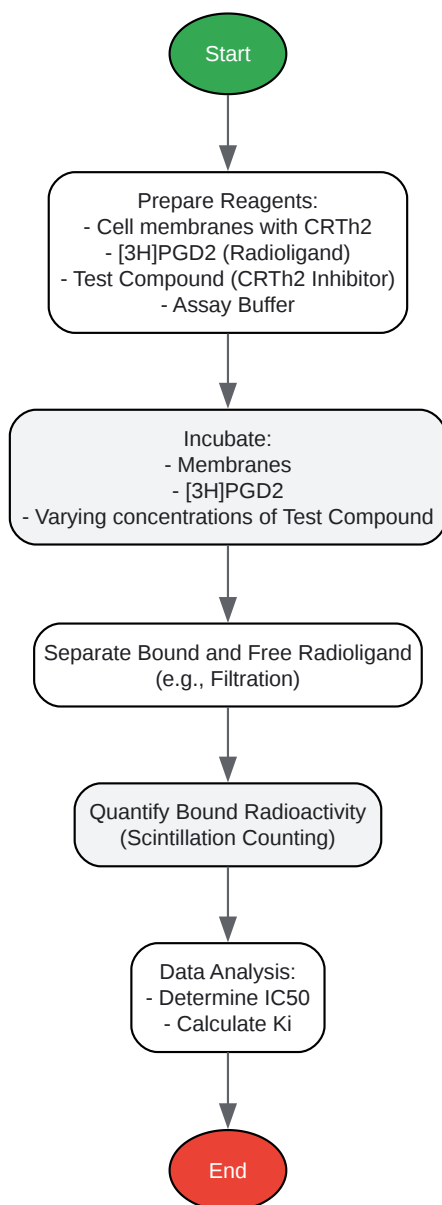 Start
Prepare Reagents:
- Cell membranes with CRTh2
- [3H]PGD2 (Radioligand)
- Test Compound (CRTh2 Inhibitor)
- Assay Buffer
Incubate:
- Membranes
- [3H]PGD2
- Varying concentrations of Test Compound
Separate Bound and Free Radioligand
(e.g., Filtration)
Quantify Bound Radioactivity
(Scintillation Counting)
Data Analysis:
- Determine IC50
- Calculate Ki
End